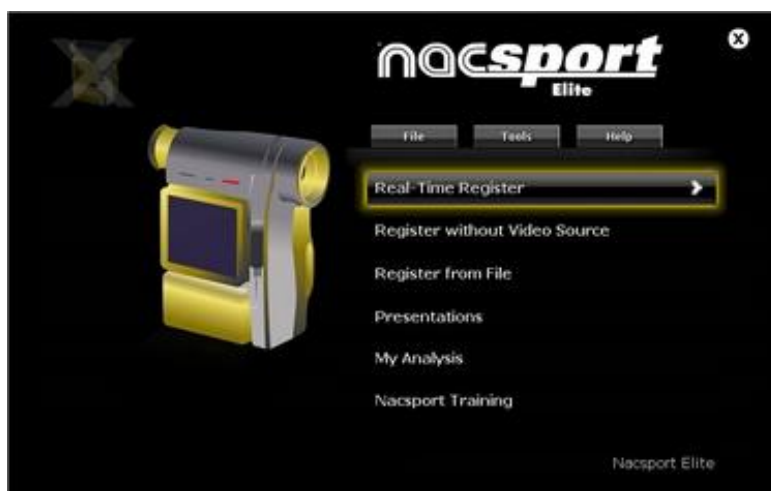 nacsport
Elite
File Tools Help
Real-Time Register
Register without Video Source
Register from File
Presentations
My Analysis
Nacsport Training
Nacsport Elite